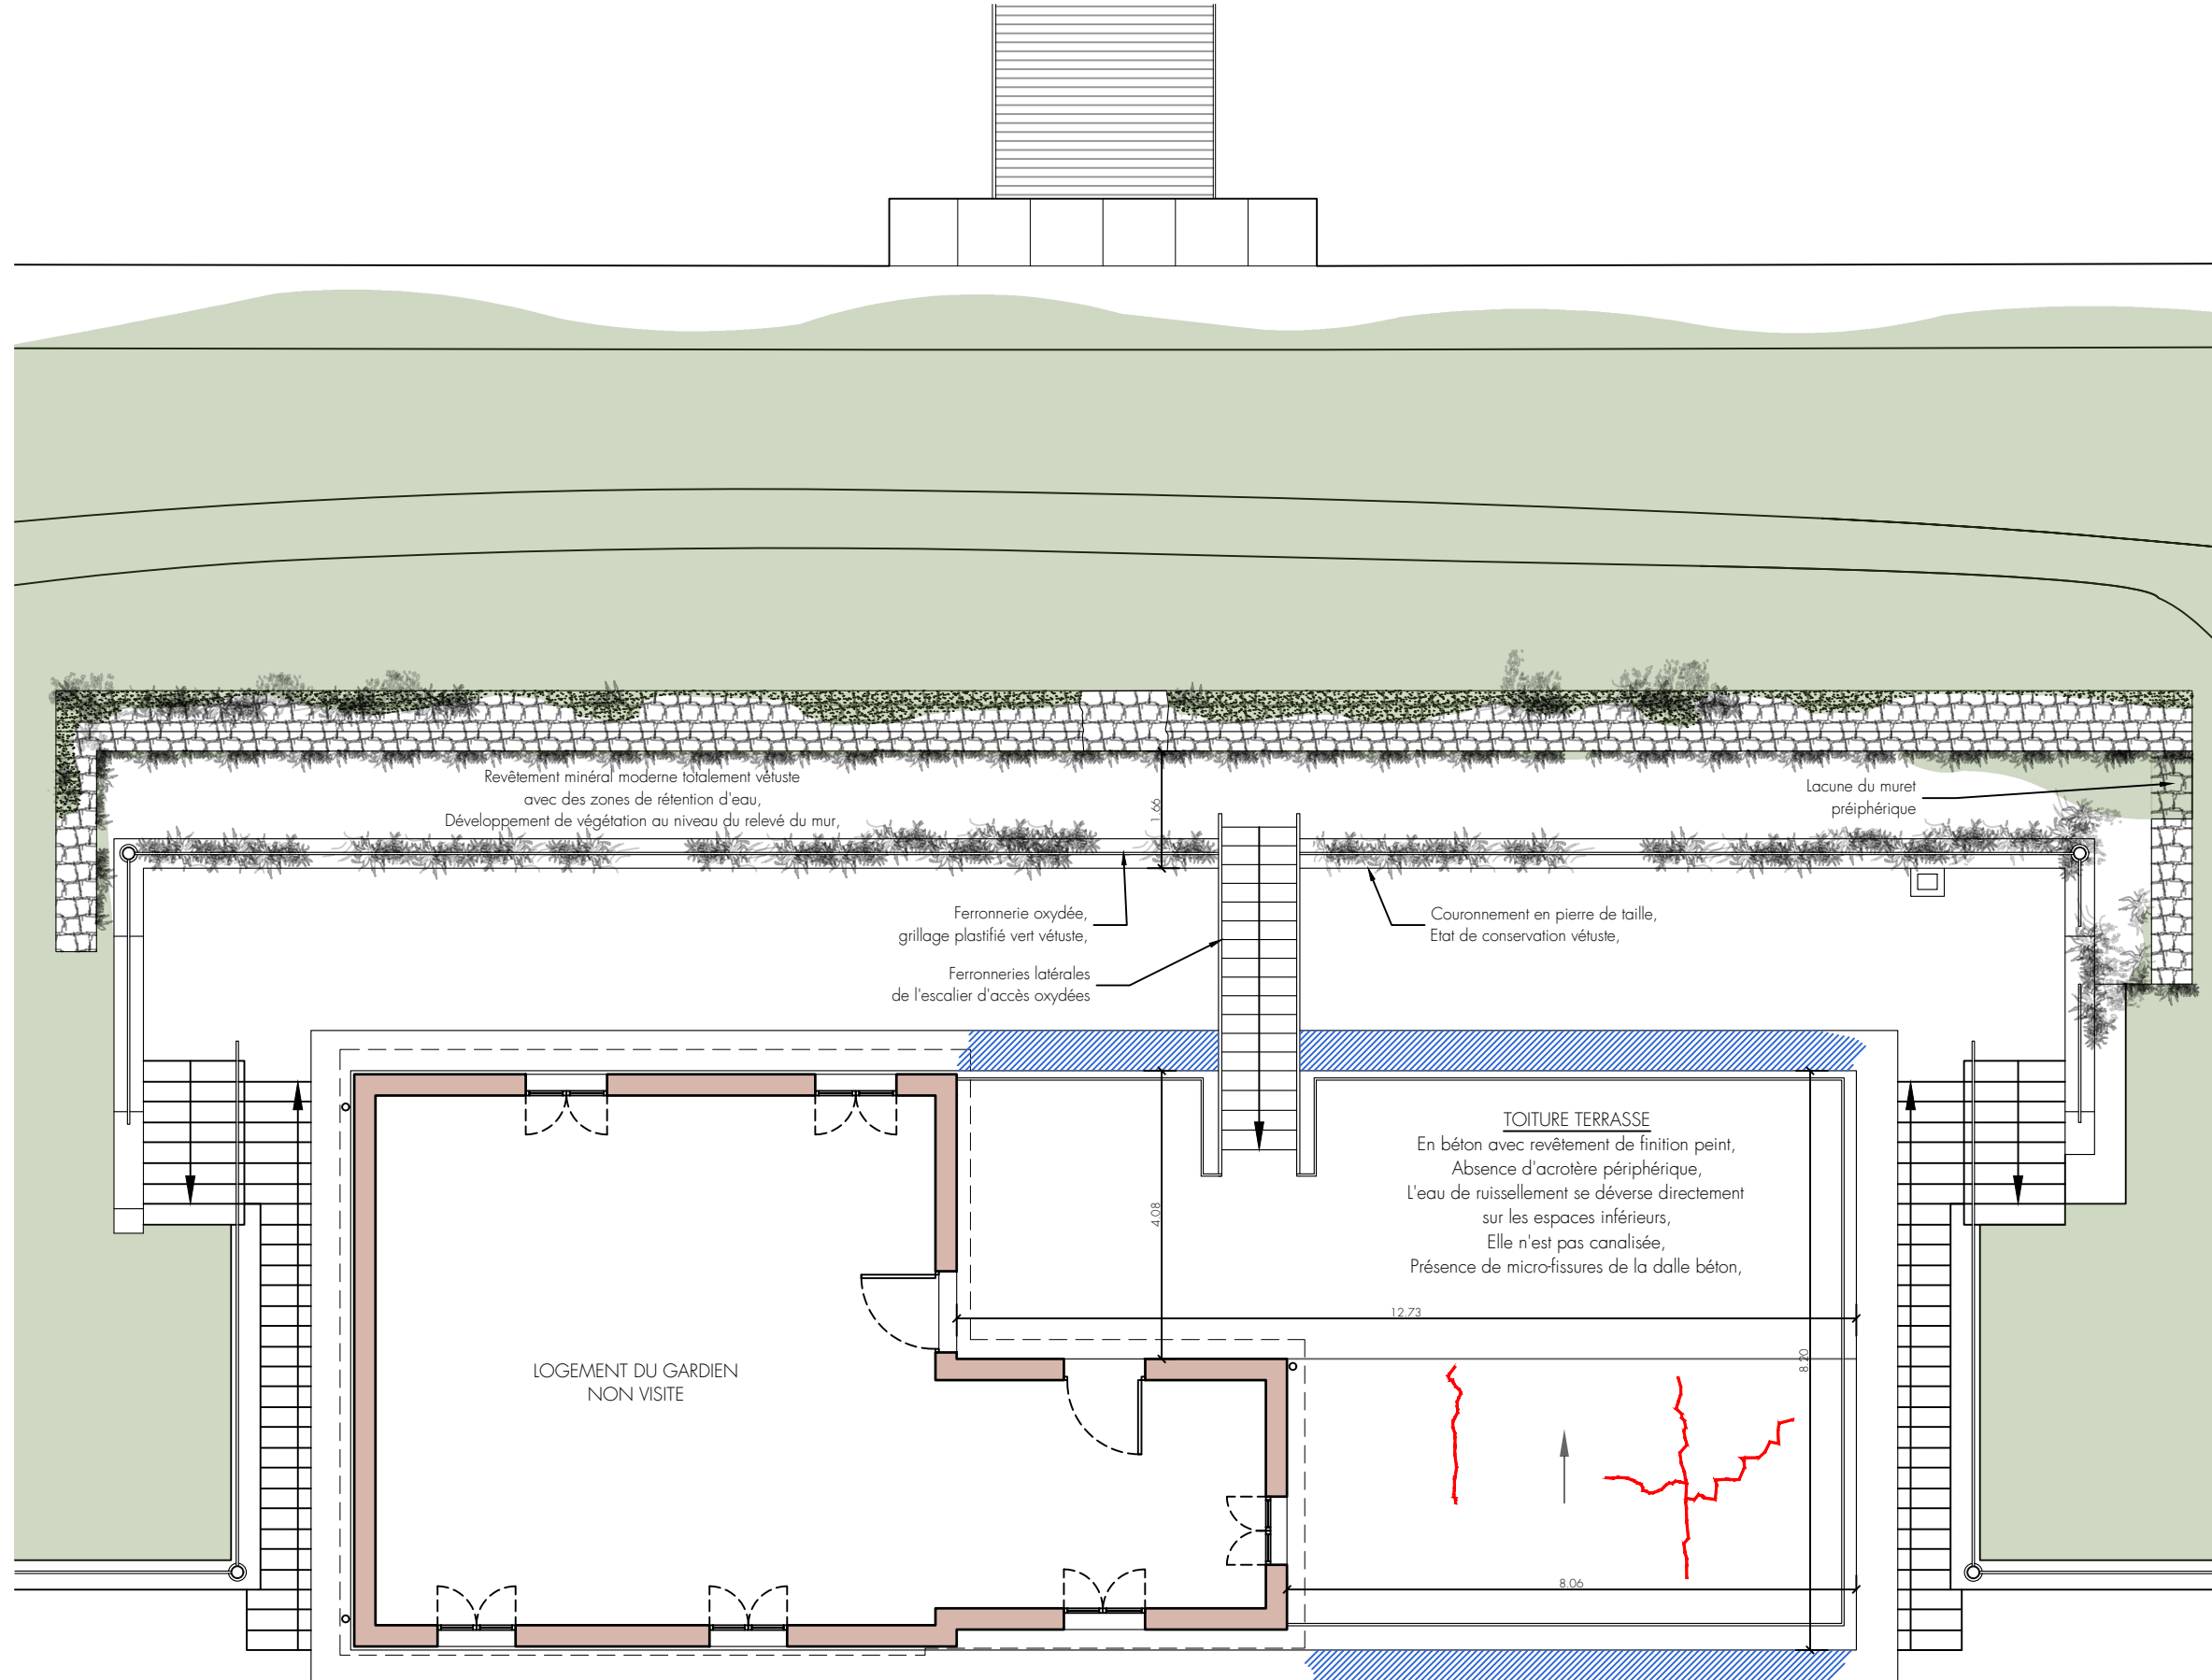 Revêtement minéral moderne totalement vétuste
avec des zones de rétention d'eau,
Développement de végétation au niveau du relevé du mur,
Lacune du muret
préiphérique
1.66
Ferronnerie oxydée,
grillage plastifié vert vétuste,
Couronnement en pierre de taille,
Etat de conservation vétuste,
Ferronneries latérales
de l'escalier d'accès oxydées
TOITURE TERRASSE
En béton avec revêtement de finition peint,
Absence d'acrotère périphérique,
L'eau de ruissellement se déverse directement
sur les espaces inférieurs,
Elle n'est pas canalisée,
Présence de micro-fissures de la dalle béton,
4.08
12.73
8.20
LOGEMENT DU GARDIEN
NON VISITE
8.06